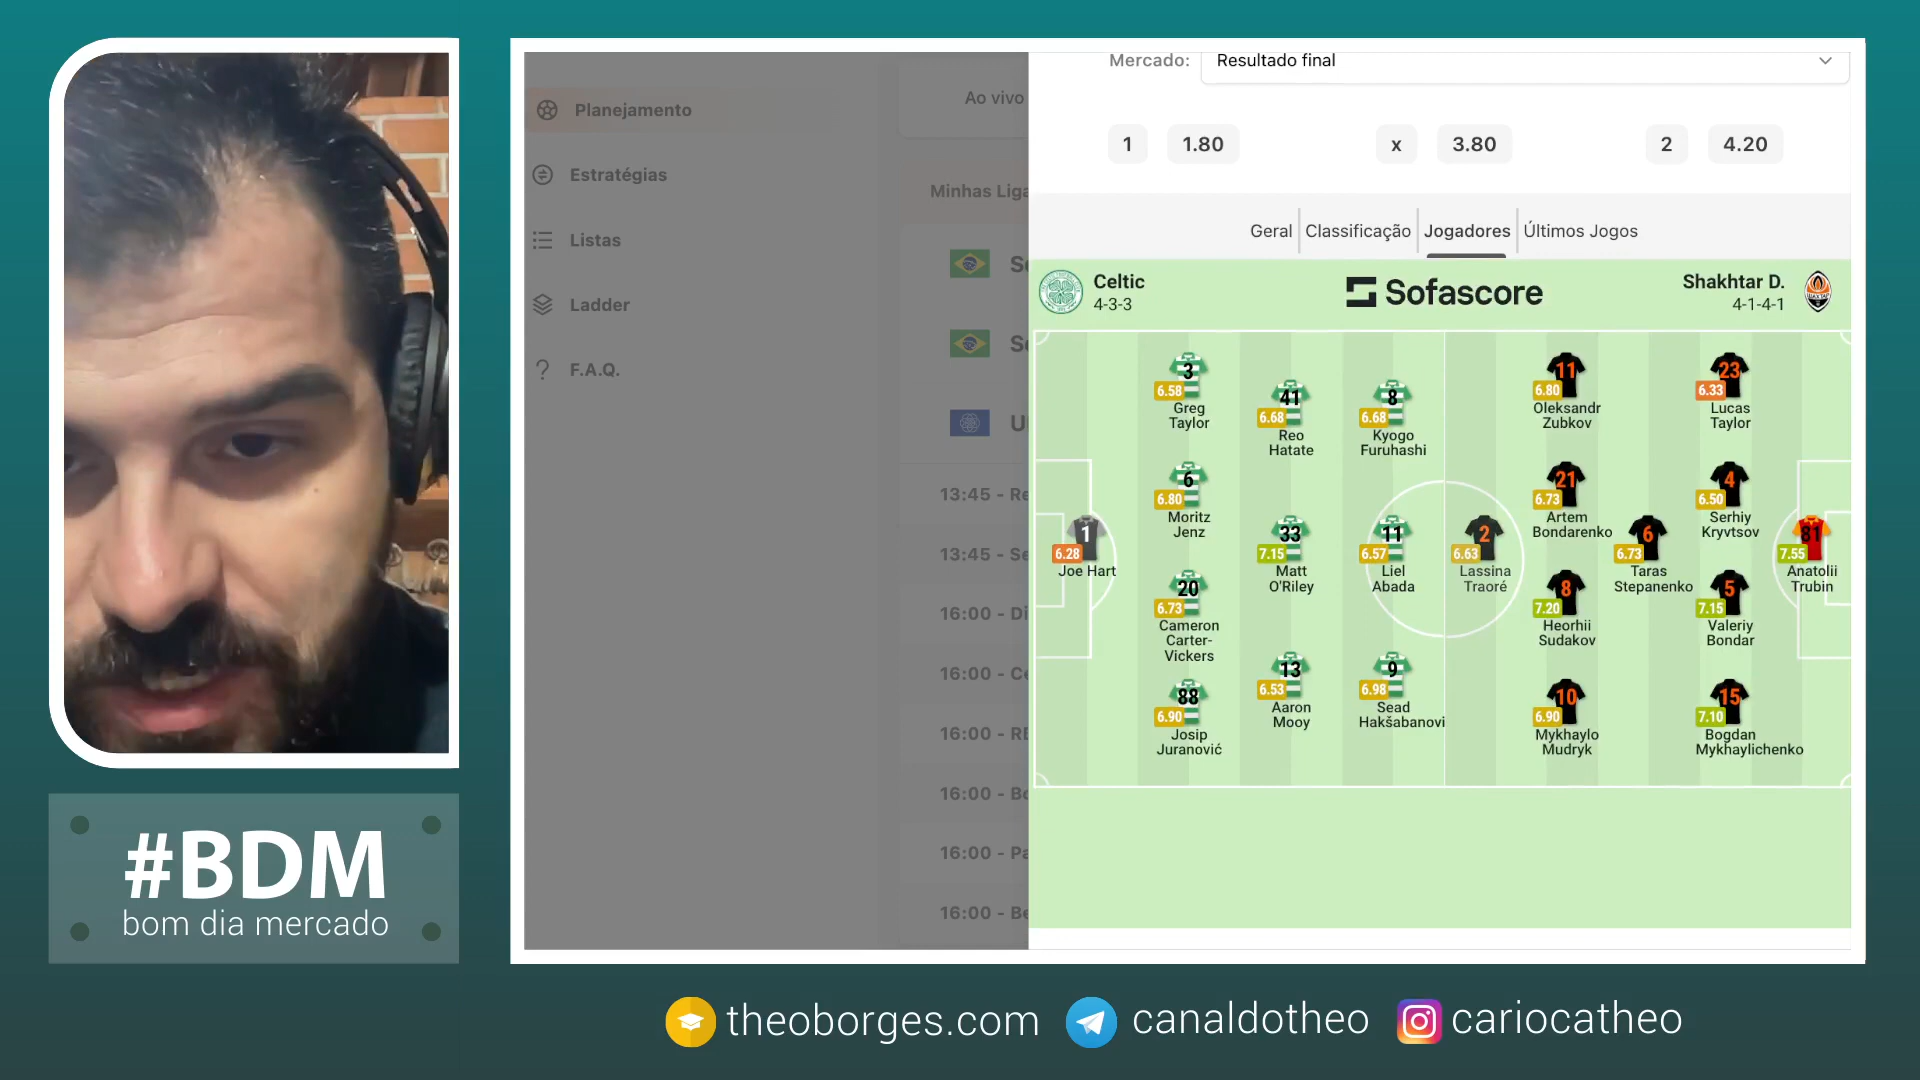 Mercado:
Resultado final
1
1.80
x
3.80
2
4.20
Planejamento
Estratégias
Listas
Ladder
F.A.Q.
Ao vivo
Minhas Liga
13:45 - Re
13:45 - Se
16:00 - Di
16:00 - Ce
16:00 - RE
16:00 - Bo
16:00 - Pa
16:00 - Be
Geral
Classificação
Jogadores
Últimos Jogos
Celtic
4-3-3
Sofascore
Shakhtar D.
4-1-4-1
1
6.28
Joe Hart
3
6.58
Greg
Taylor
6
6.80
Moritz
Jenz
20
6.73
Cameron
Carter-
Vickers
88
6.90
Josip
Juranović
41
6.68
Reo
Hatate
33
7.15
Matt
O'Riley
13
6.53
Aaron
Mooy
8
6.68
Kyogo
Furuhashi
11
6.57
Liel
Abada
9
6.98
Sead
Hakšabanovi
2
6.63
Lassina
Traoré
11
6.80
Oleksandr
Zubkov
21
6.73
Artem
Bondarenko
8
7.20
Heorhii
Sudakov
10
6.90
Mykhaylo
Mudryk
6
6.73
Taras
Stepanenko
23
6.33
Lucas
Taylor
4
6.50
Serhiy
Kryvtsov
5
7.15
Valeriy
Bondar
15
7.10
Bogdan
Mykhaylichenko
81
7.55
Anatolii
Trubin
#BDM
bom dia mercado
theoborges.com
canaldotheo
cariocatheo